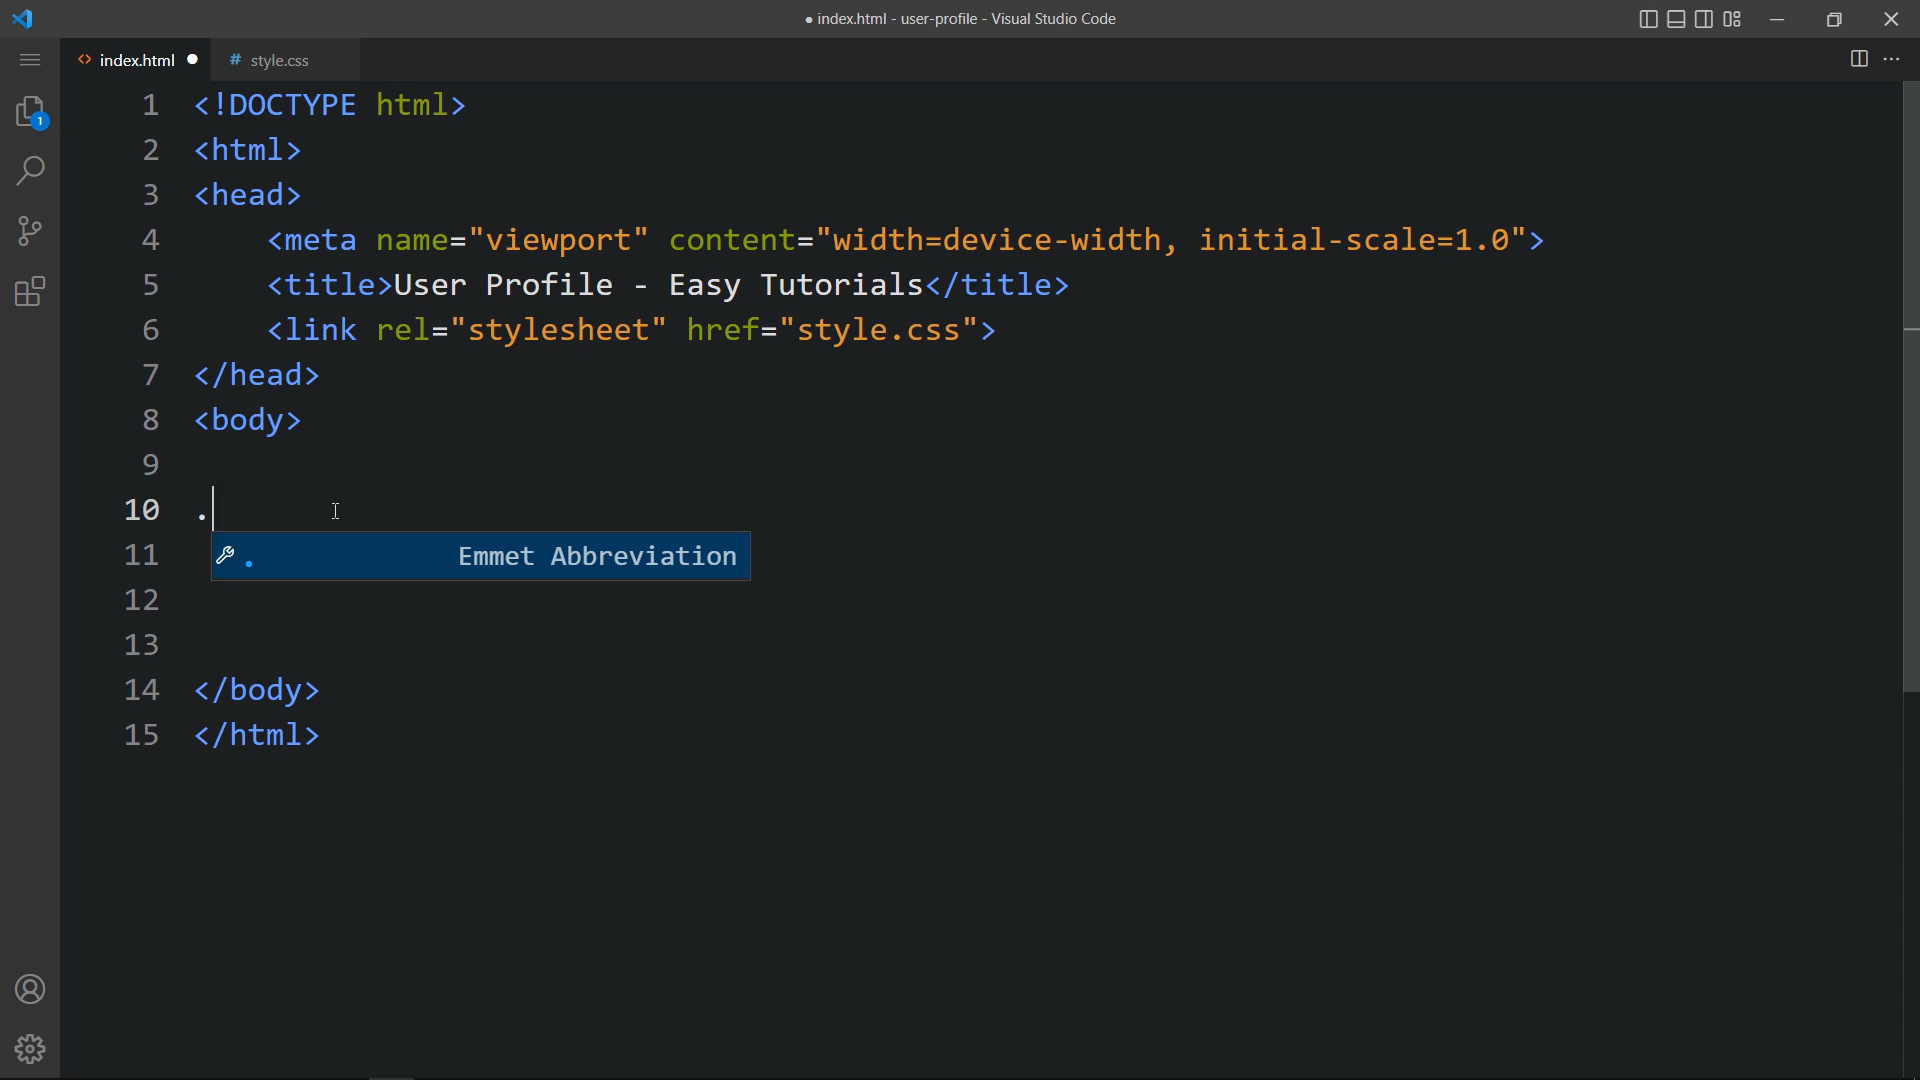 ● index.html - user-profile - Visual Studio Code
index.html
# style.css
1
1 <!DOCTYPE html>
2 <html>
3 <head>
4     <meta name="viewport" content="width=device-width, initial-scale=1.0">
5     <title>User Profile - Easy Tutorials</title>
6     <link rel="stylesheet" href="style.css">
7 </head>
8 <body>
9
10 .
. Emmet Abbreviation
11
12
13
14 </body>
15 </html>